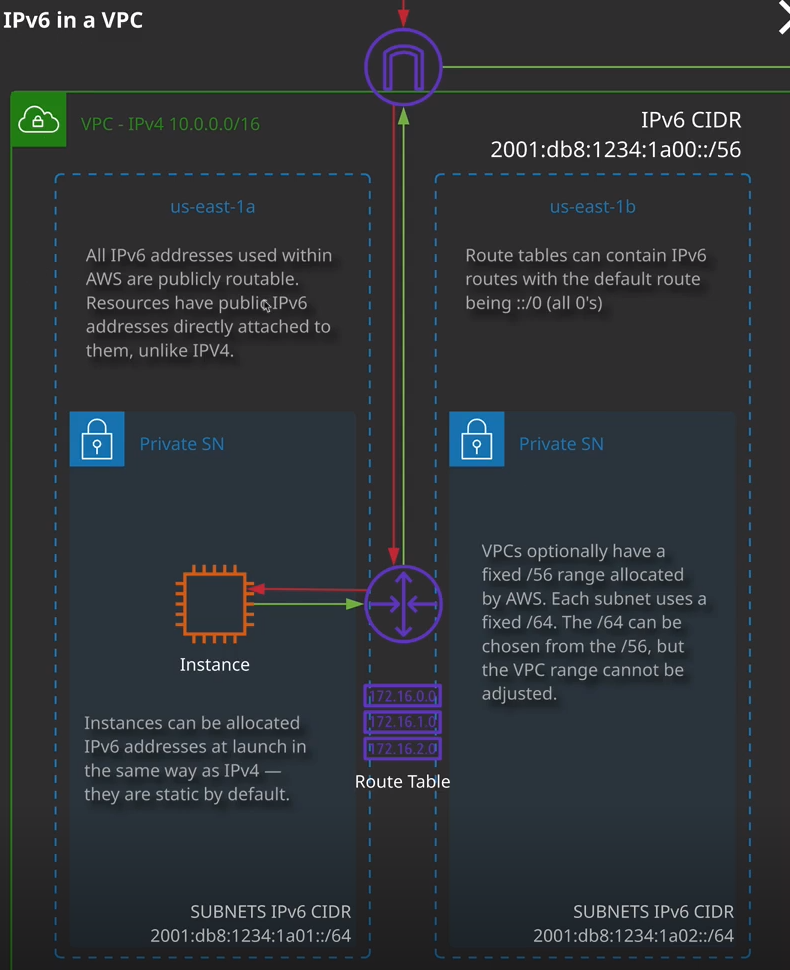 IPv6 in a VPC
VPC - IPv4 10.0.0.0/16
IPv6 CIDR
2001:db8:1234:1a00::/56
us-east-1a
All IPv6 addresses used within
AWS are publicly routable.
Resources have public IPv6
addresses directly attached to
them, unlike IPV4.
us-east-1b
Route tables can contain IPv6
routes with the default route
being ::/0 (all 0's)
Private SN
Private SN
Instance
VPCs optionally have a
fixed /56 range allocated
by AWS. Each subnet uses a
fixed /64. The /64 can be
chosen from the /56, but
the VPC range cannot be
adjusted.
172.16.0.0
172.16.1.0
172.16.2.0
Route Table
Instances can be allocated
IPv6 addresses at launch in
the same way as IPv4 —
they are static by default.
SUBNETS IPv6 CIDR
2001:db8:1234:1a01::/64
SUBNETS IPv6 CIDR
2001:db8:1234:1a02::/64